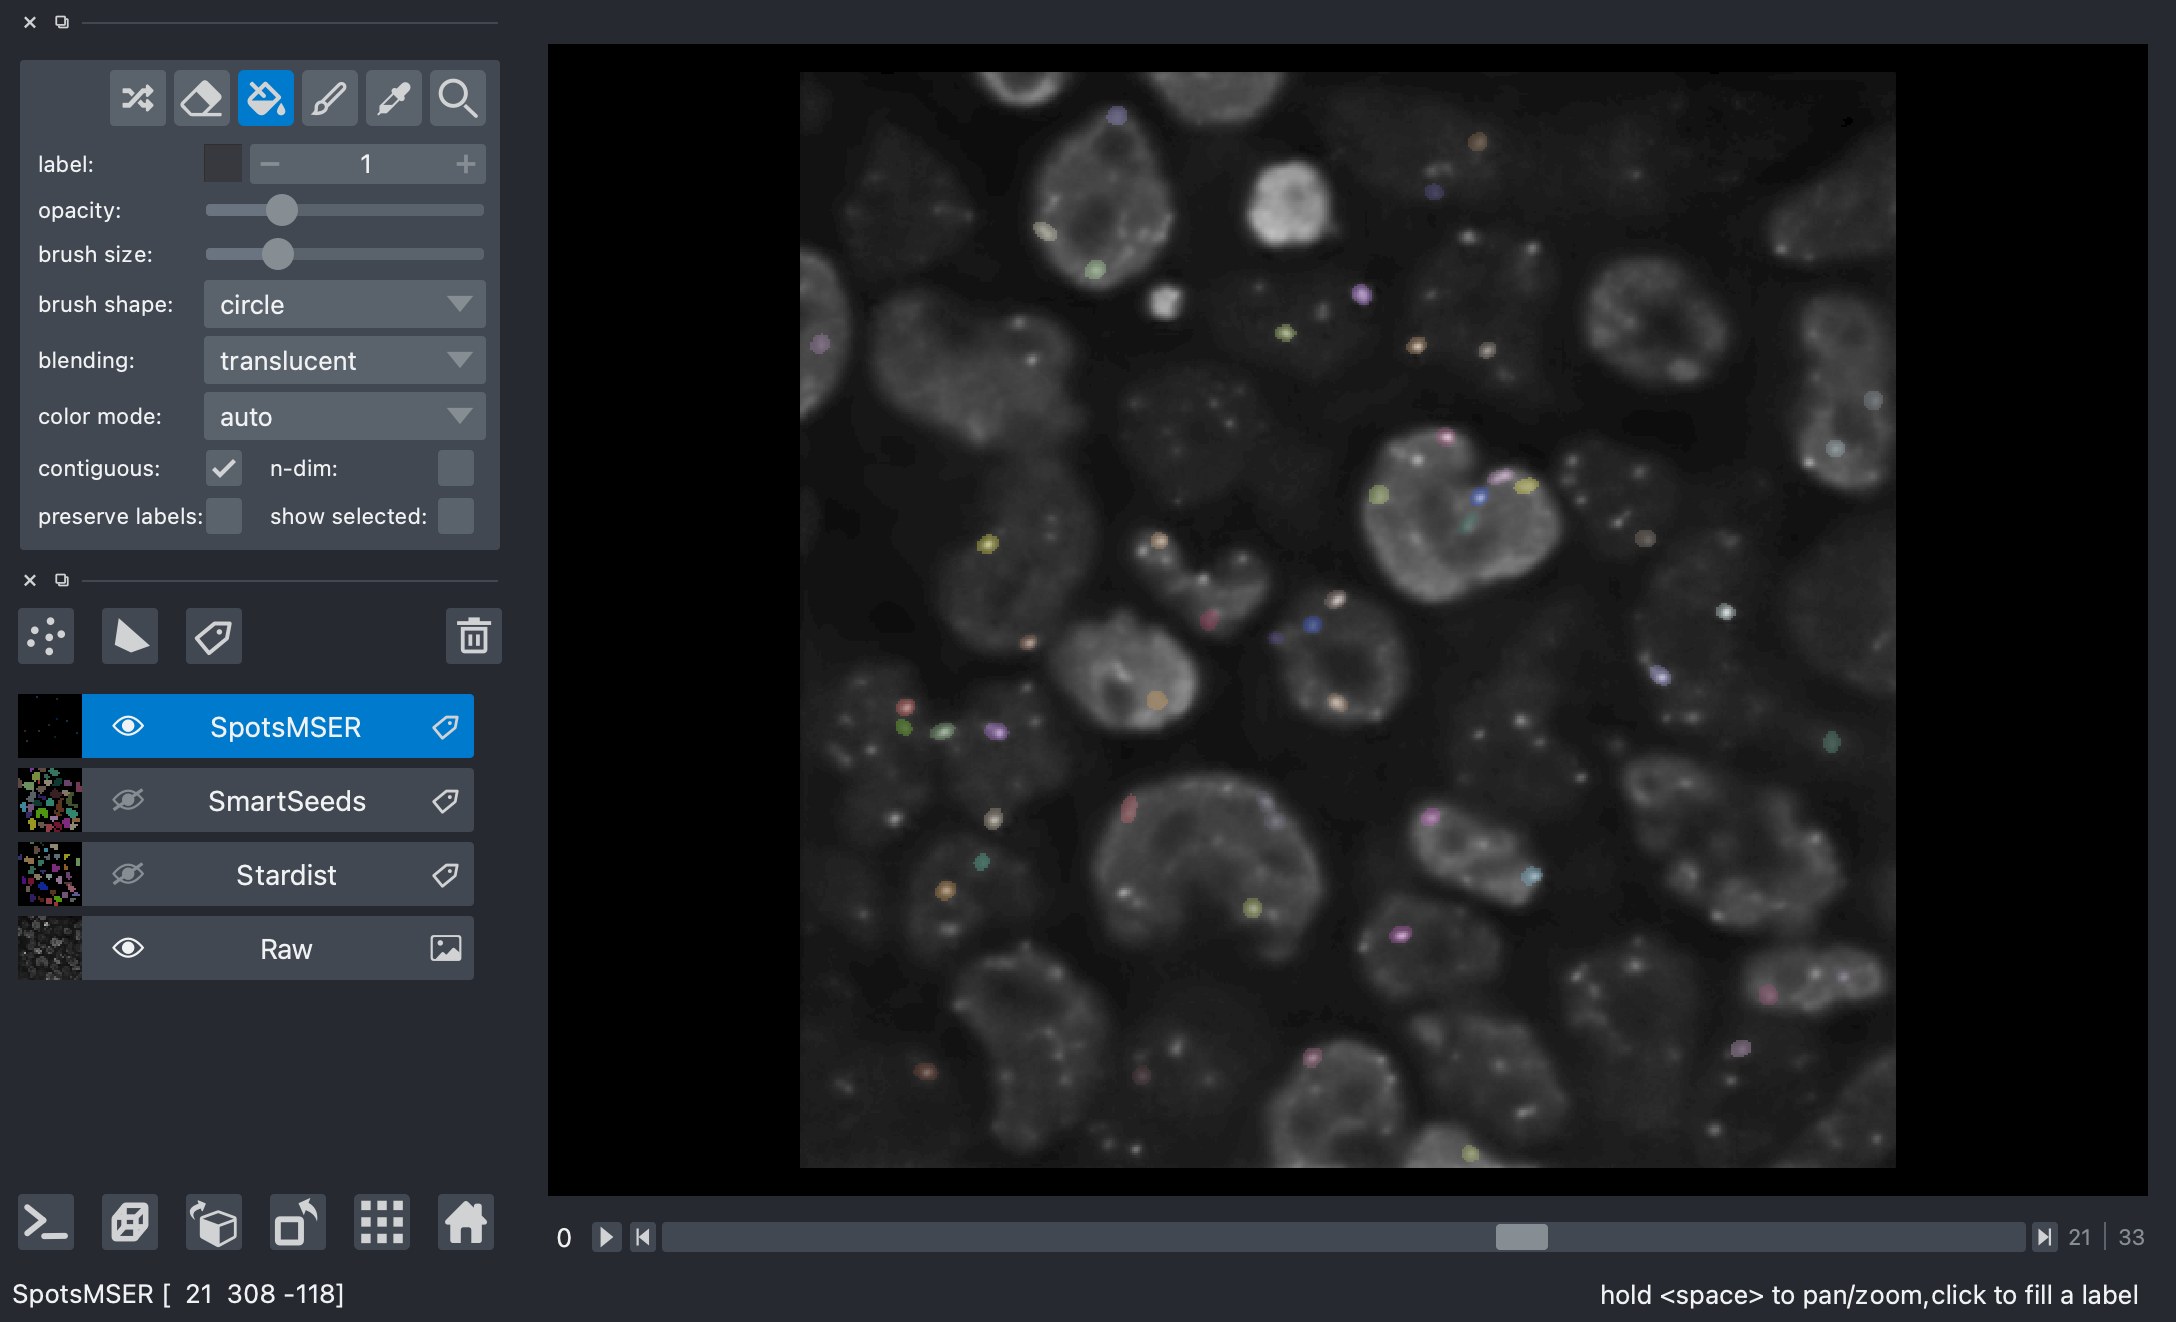 label: 1
opacity:
brush size:
brush shape: circle
blending: translucent
color mode: auto
contiguous: n-dim:
preserve labels: show selected:
SpotsMSER
SmartSeeds
Stardist
Raw
0 21 33
SpotsMSER [ 21 308 -118]
hold <space> to pan/zoom,click to fill a label